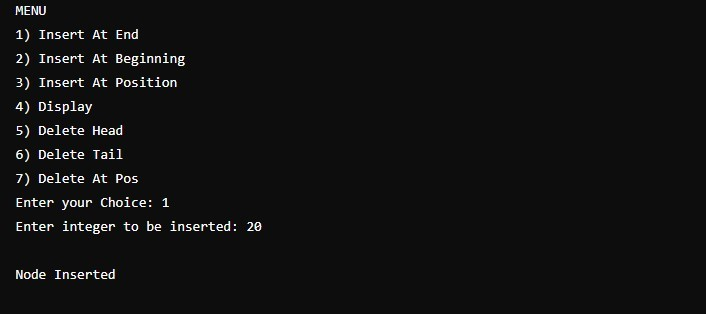 MENU
1) Insert At End
2) Insert At Beginning
3) Insert At Position
4) Display
5) Delete Head
6) Delete Tail
7) Delete At Pos
Enter your Choice: 1
Enter integer to be inserted: 20
Node Inserted